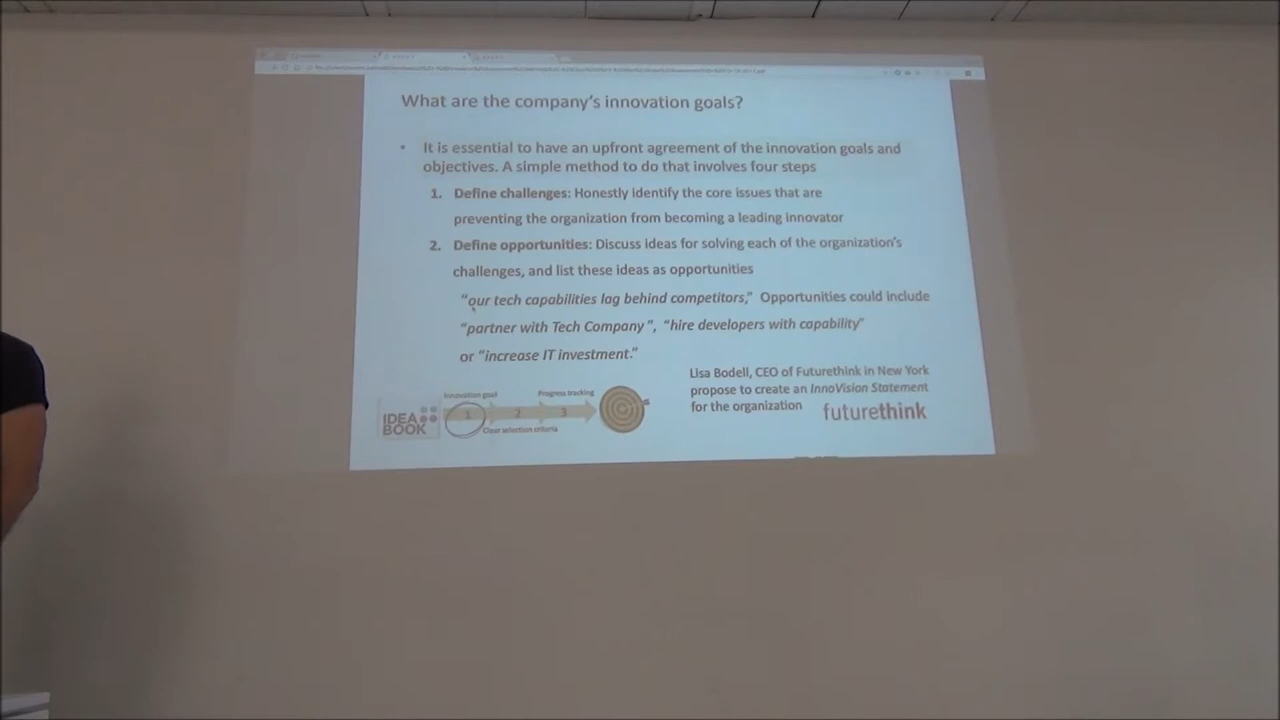 What are the company's innovation goals?
• It is essential to have an upfront agreement of the innovation goals and
objectives. A simple method to do that involves four steps
1. Define challenges: Honestly identify the core issues that are
preventing the organization from becoming a leading innovator
2. Define opportunities: Discuss ideas for solving each of the organization's
challenges, and list these ideas as opportunities
"our tech capabilities lag behind competitors," Opportunities could include
"partner with Tech Company", "hire developers with capability"
or "increase IT investment."
Lisa Bodell, CEO of Futurethink in New York
propose to create an InnoVision Statement
for the organization
futurethink
IDEA
BOOK
Innovation goal
Progress tracking
1 2 3
Clear selection criteria